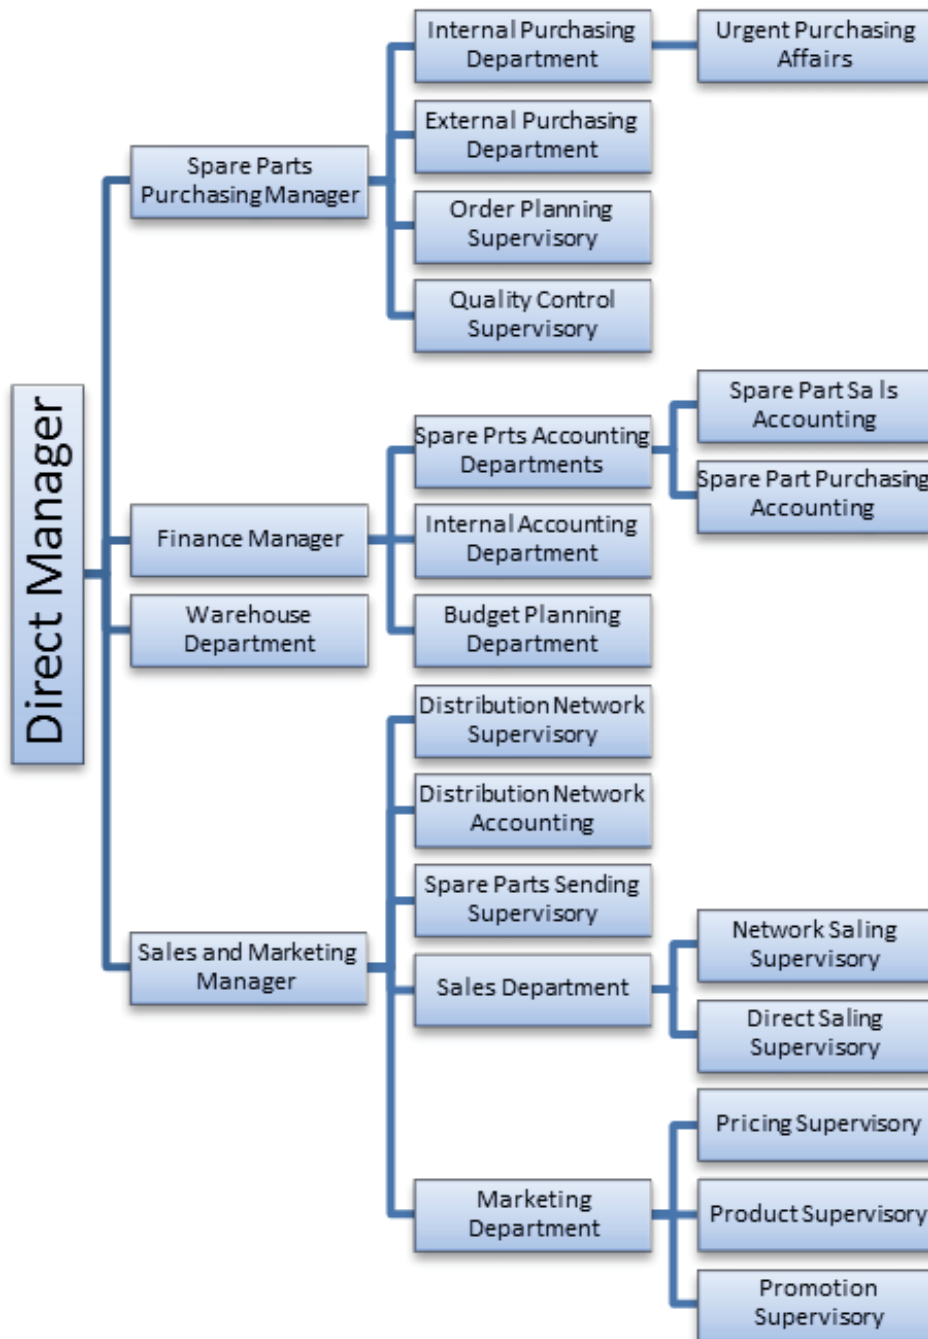 Direct Manager
Spare Parts
Purchasing Manager
Internal Purchasing
Department
Urgent Purchasing
Affairs
External Purchasing
Department
Order Planning
Supervisory
Quality Control
Supervisory
Finance Manager
Spare Prts Accounting
Departments
Spare Part Sa ls
Accounting
Spare Part Purchasing
Accounting
Internal Accounting
Department
Budget Planning
Department
Warehouse
Department
Sales and Marketing
Manager
Distribution Network
Supervisory
Distribution Network
Accounting
Spare Parts Sending
Supervisory
Sales Department
Network Saling
Supervisory
Direct Saling
Supervisory
Marketing
Department
Pricing Supervisory
Product Supervisory
Promotion
Supervisory